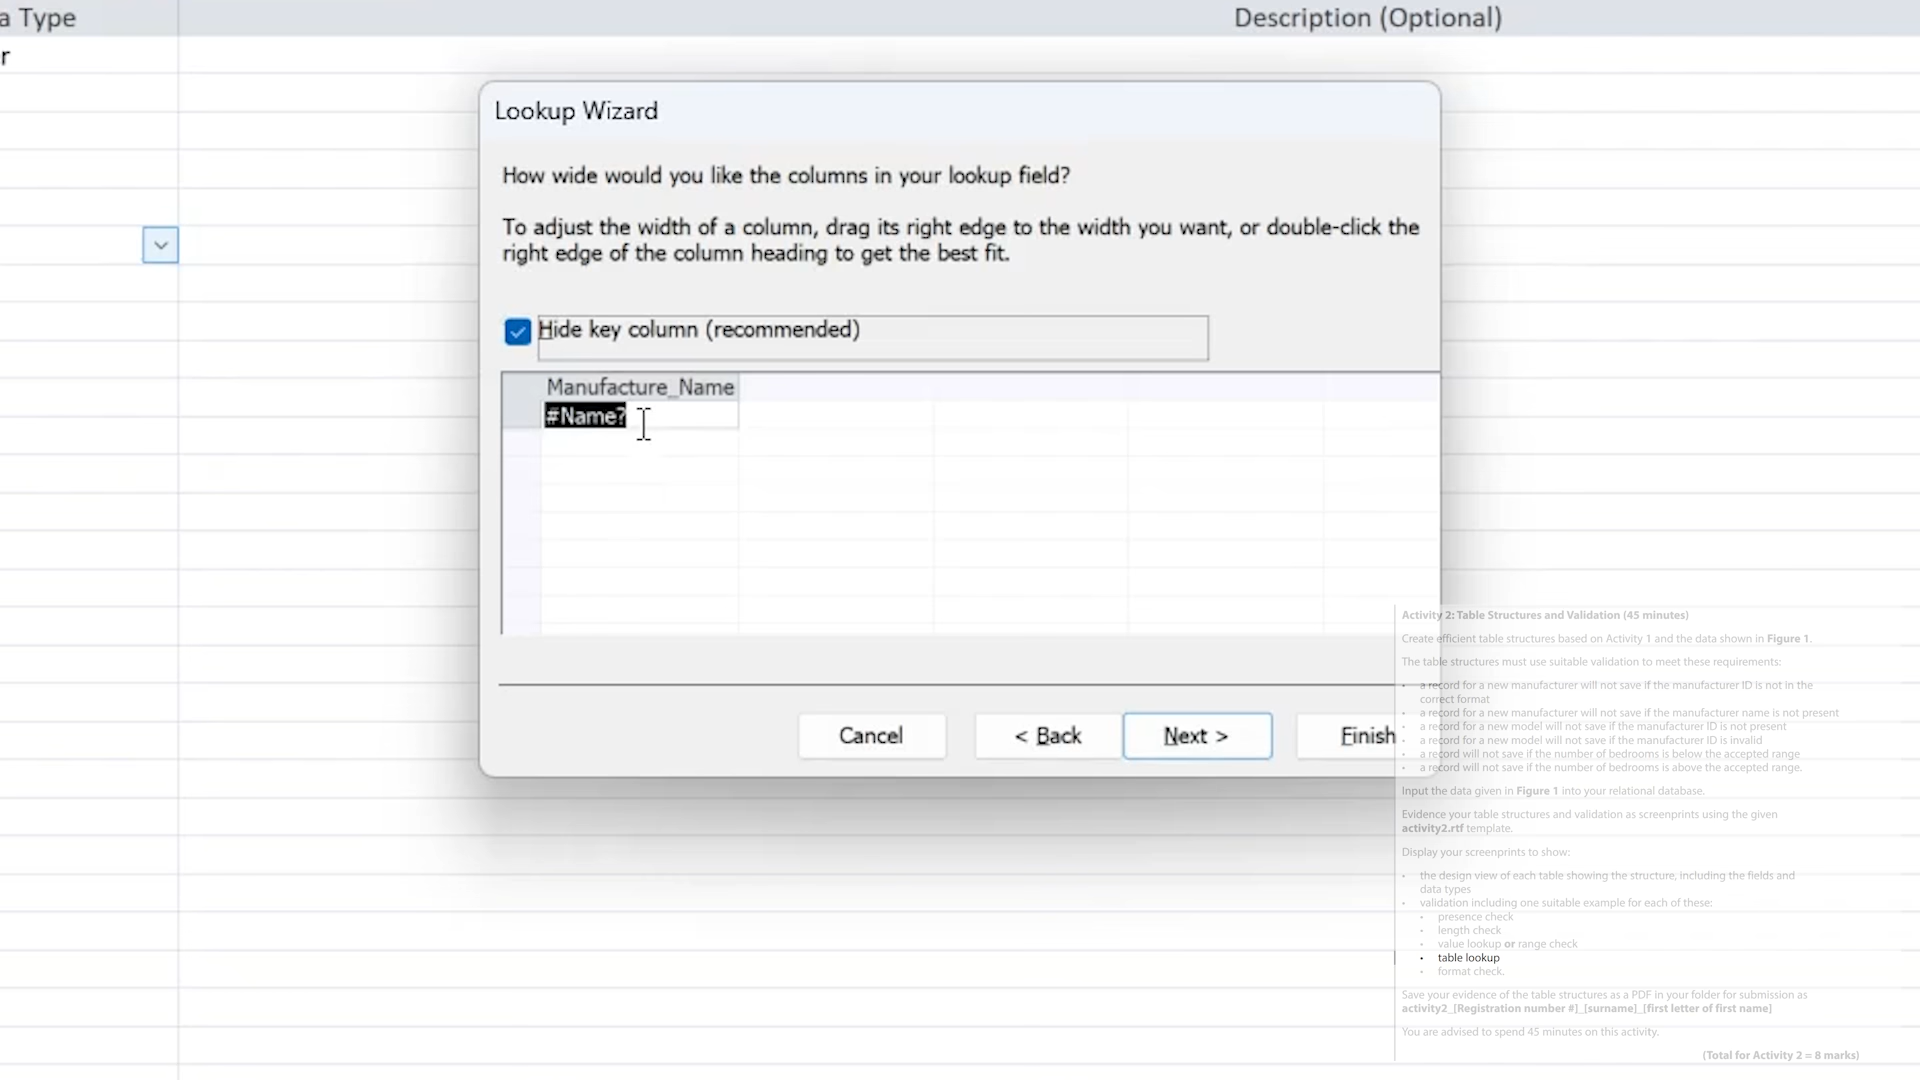 a Type
Description (Optional)
r
Lookup Wizard
How wide would you like the columns in your lookup field?
To adjust the width of a column, drag its right edge to the width you want, or double-click the
right edge of the column heading to get the best fit.
Hide key column (recommended)
Manufacture_Name
#Name?
Cancel
< Back
Next >
Finish
Activity 2: Table Structures and Validation (45 minutes)
Create efficient table structures based on Activity 1 and the data shown in Figure 1.
The table structures must use suitable validation to meet these requirements:
• a record for a new manufacturer will not save if the manufacturer ID is not in the
correct format
• a record for a new manufacturer will not save if the manufacturer name is not present
• a record for a new model will not save if the manufacturer ID is not present
• a record for a new model will not save if the manufacturer ID is invalid
• a record will not save if the number of bedrooms is below the accepted range
• a record will not save if the number of bedrooms is above the accepted range.
Input the data given in Figure 1 into your relational database.
Evidence your table structures and validation as screenprints using the given
activity2.rtf template.
Display your screenprints to show:
• the design view of each table showing the structure, including the fields and
data types
• validation including one suitable example for each of these:
• presence check
• length check
• value lookup or range check
• table lookup
• format check.
Save your evidence of the table structures as a PDF in your folder for submission as
activity2_[Registration number #]_[surname]_[first letter of first name]
You are advised to spend 45 minutes on this activity.
(Total for Activity 2 = 8 marks)